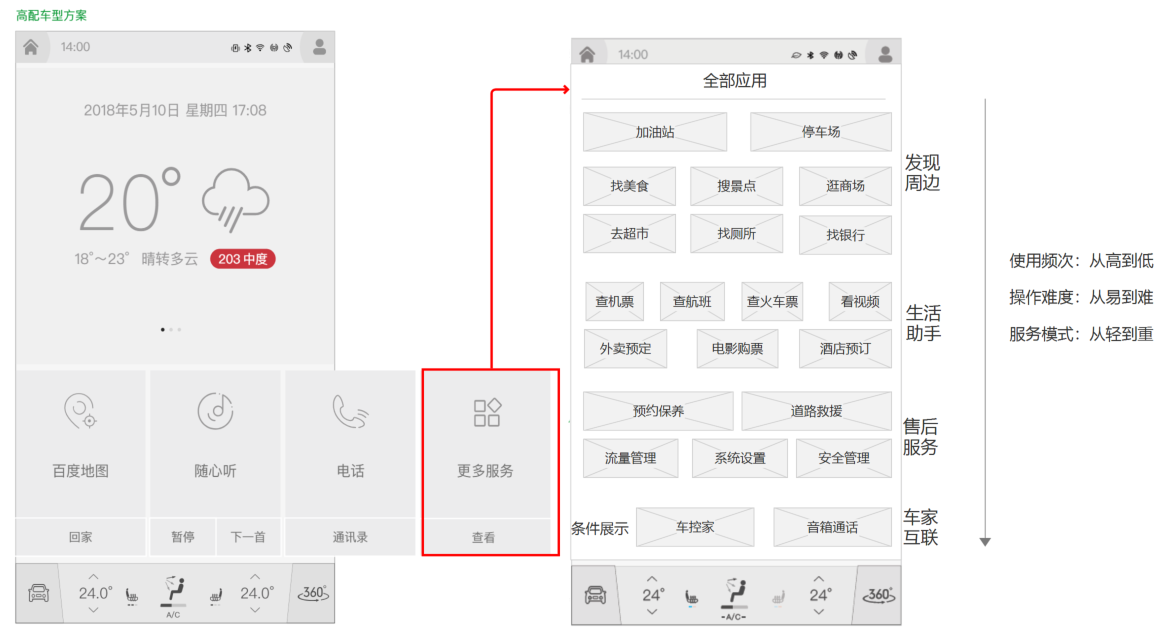 高配车型方案
14:00
2018年5月10日 星期四 17:08
20°
18°～23° 晴转多云 203 中度
百度地图
随心听
电话
更多服务
回家
暂停
下一首
通讯录
查看
24.0°
A/C
24.0°
360°
14:00
全部应用
加油站
停车场
找美食
搜景点
逛商场
去超市
找厕所
找银行
发现
周边
查机票
查航班
查火车票
看视频
外卖预定
电影购票
酒店预订
生活
助手
预约保养
道路救援
流量管理
系统设置
安全管理
售后
服务
条件展示
车控家
音箱通话
车家
互联
24°
-A/C-
24°
360°
使用频次：从高到低
操作难度：从易到难
服务模式：从轻到重